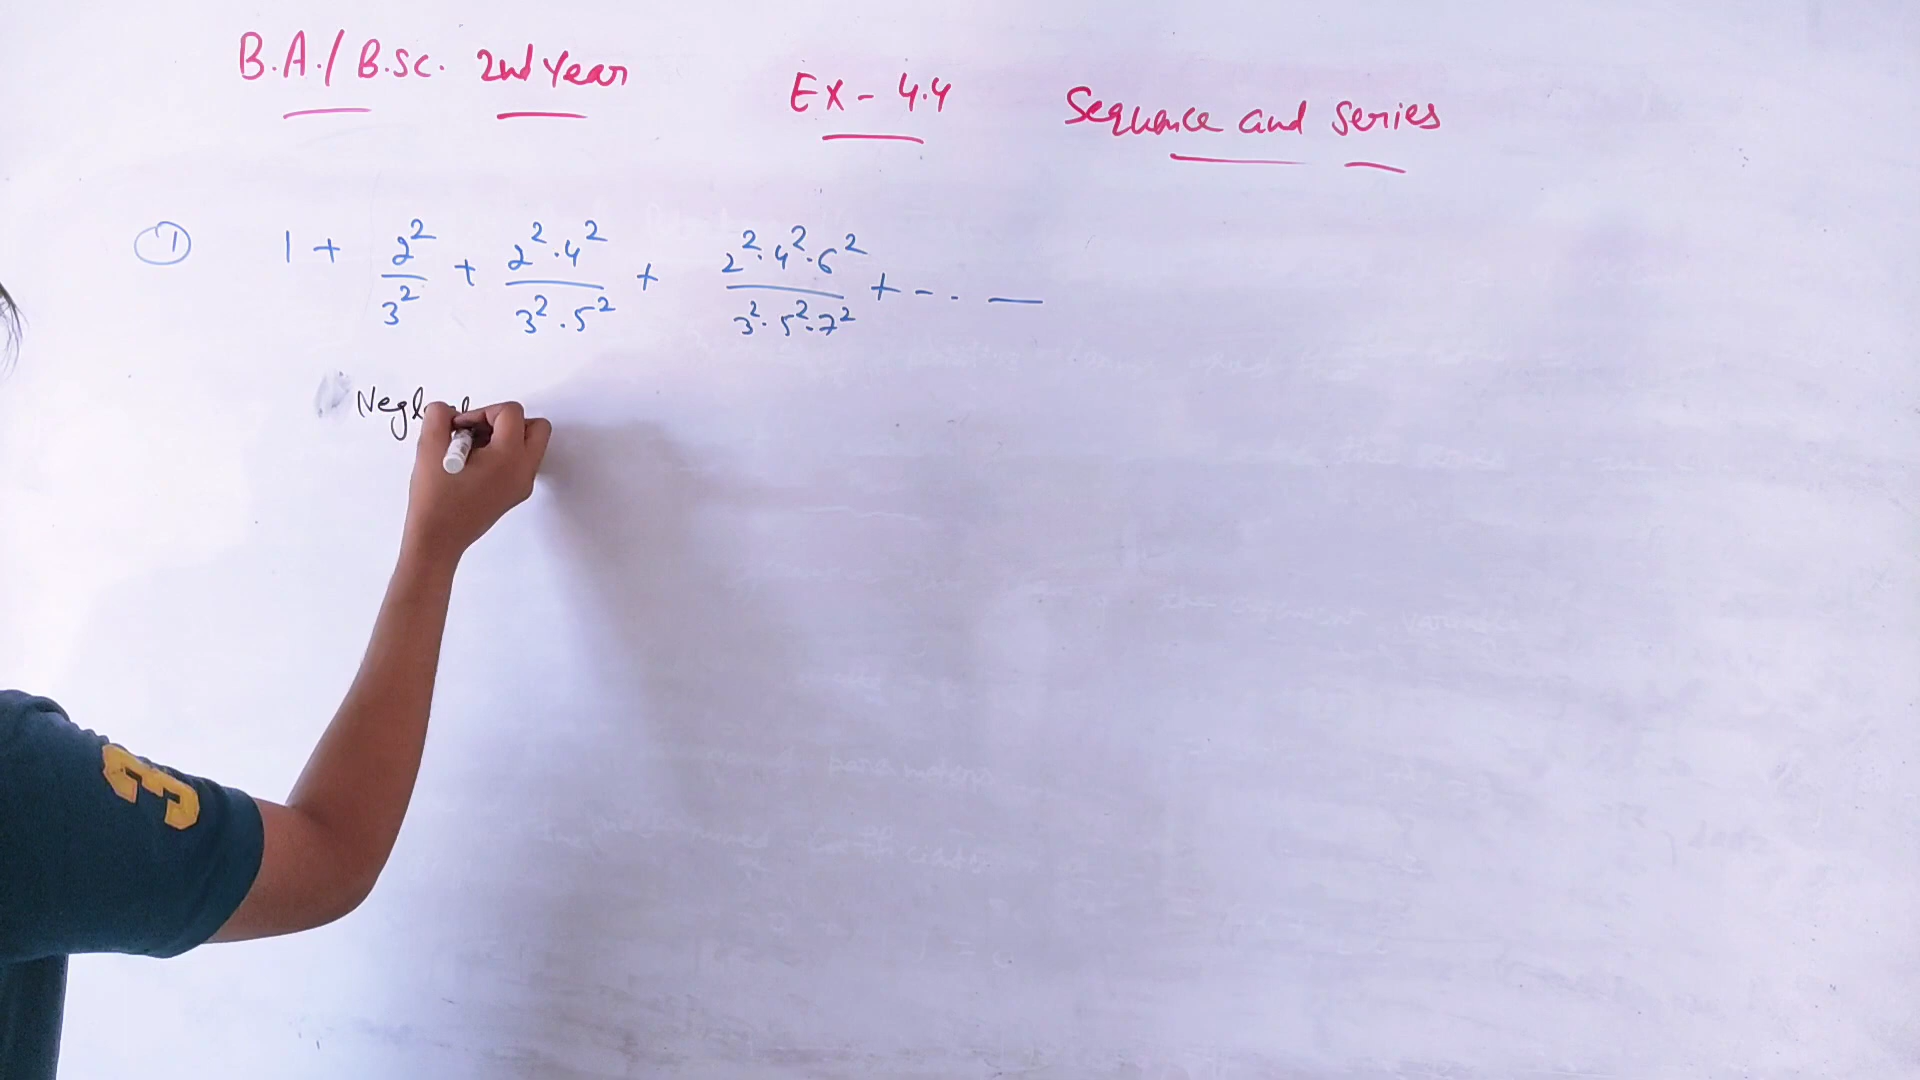 B.A./B.Sc. 2nd Year Ex - 4.4 Sequence and Series
① 1 + 2²/3² + 2².4²/3².5² + 2².4².6²/3².5².7² + - .. —
3